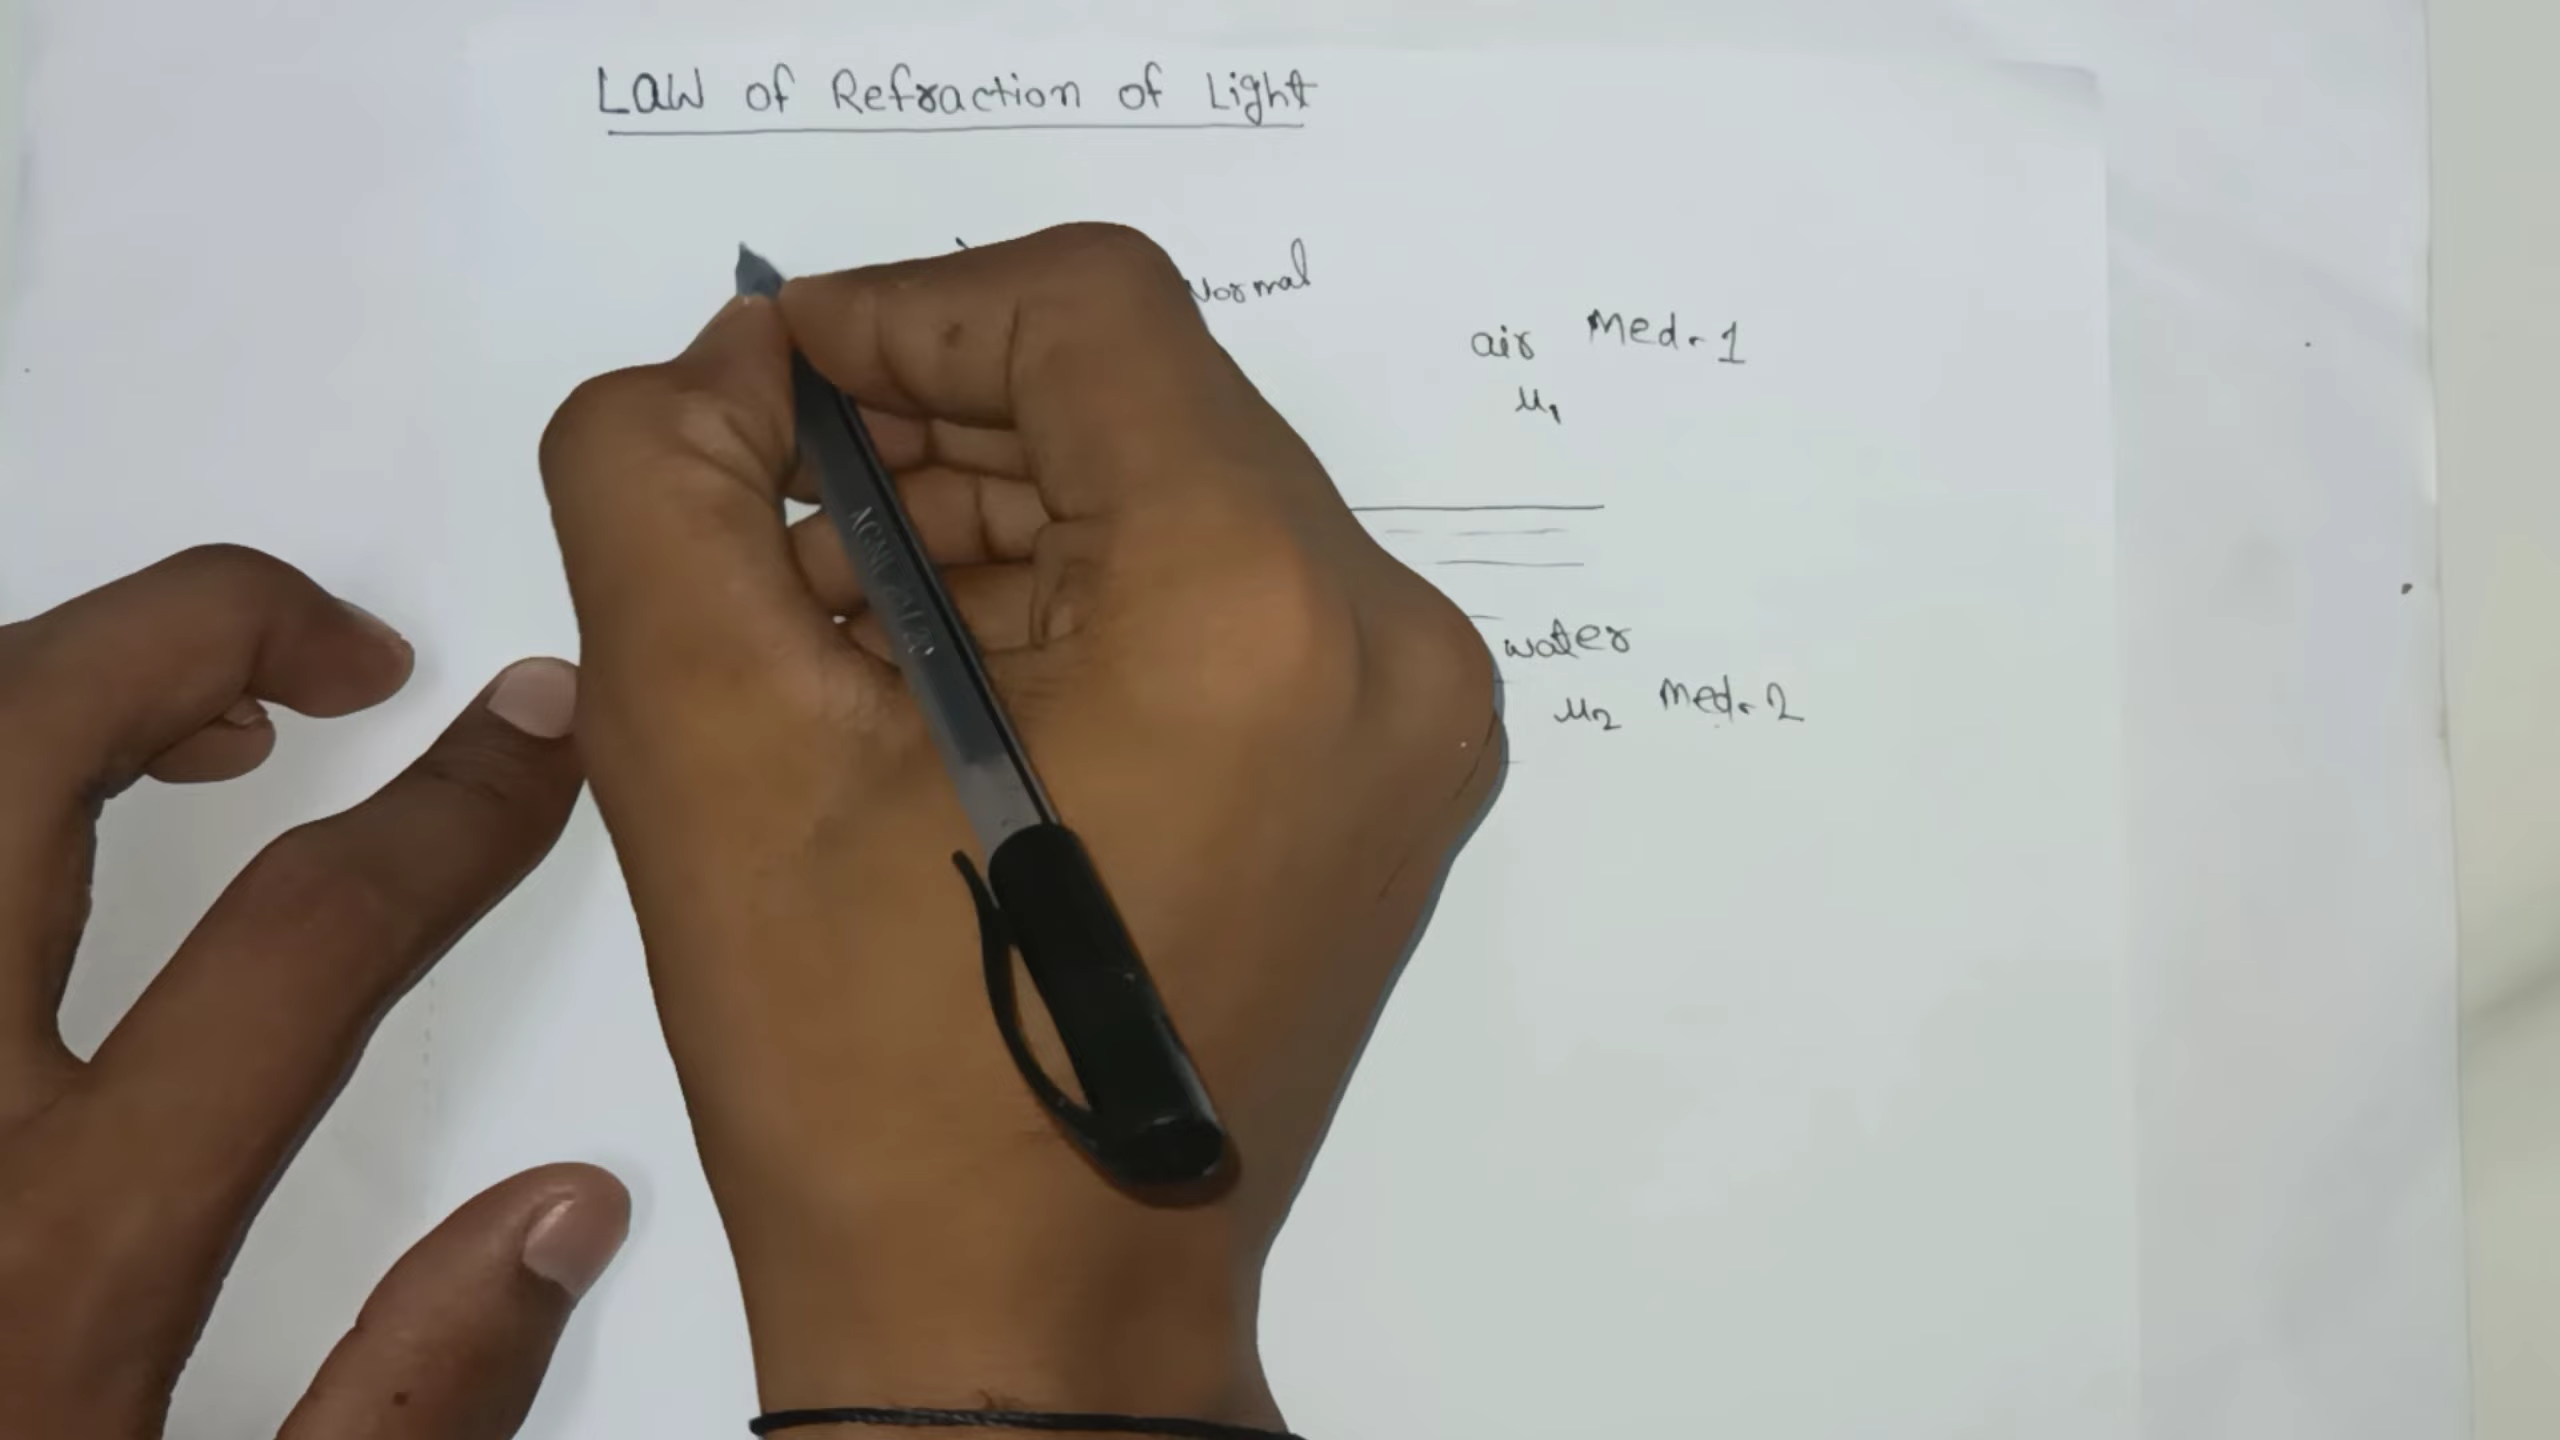 Law of Refraction of Light
Normal
air Med. 1
μ₁
water
μ₂ Med. 2